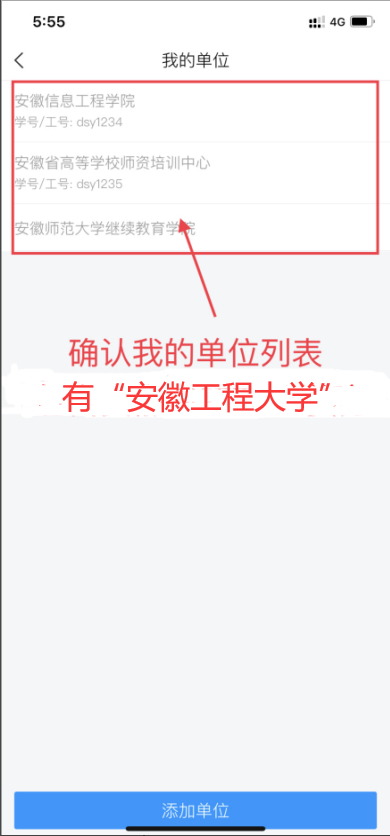 5:55
4G
我的单位
安徽信息工程学院
学号/工号: dsy1234
安徽省高等学校师资培训中心
学号/工号: dsy1235
安徽师范大学继续教育学院
确认我的单位列表
有“安徽工程大学”
添加单位